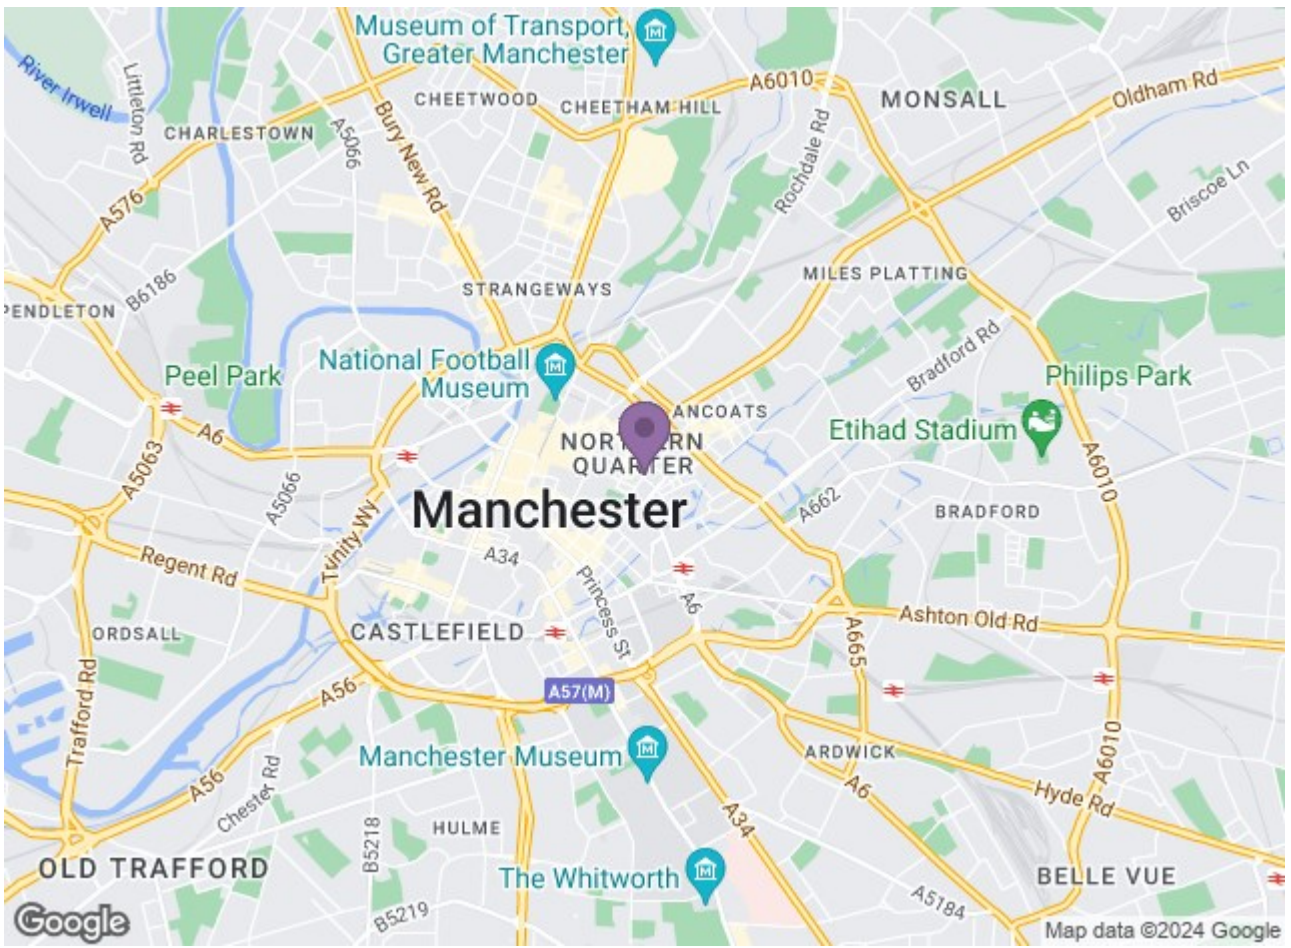 Museum of Transport,
Greater Manchester
A6010
MONSALL
Oldham Rd
River Irwell
Littleton Rd
CHEETWOOD
CHEETHAM HILL
CHARLESTOWN
A5066
Bury New Rd
Rochdale Rd
Briscoe Ln
A576
B6186
STRANGEWAYS
MILES PLATTING
PENDLETON
National Football
Museum
Bradford Rd
Peel Park
Philips Park
ANCOATS
Etihad Stadium
A6
NORTHERN
QUARTER
A5063
A5066
A6010
Manchester
A662
BRADFORD
Trinity Wy
Regent Rd
A34
Princess St
A6
Ashton Old Rd
ORDSALL
CASTLEFIELD
A665
A57(M)
A56
Trafford Rd
Manchester Museum
ARDWICK
A6010
A56
Chester Rd
A6
Hyde Rd
A34
HULME
B5218
OLD TRAFFORD
The Whitworth
BELLE VUE
A5184
B5219
Google
Map data ©2024 Google